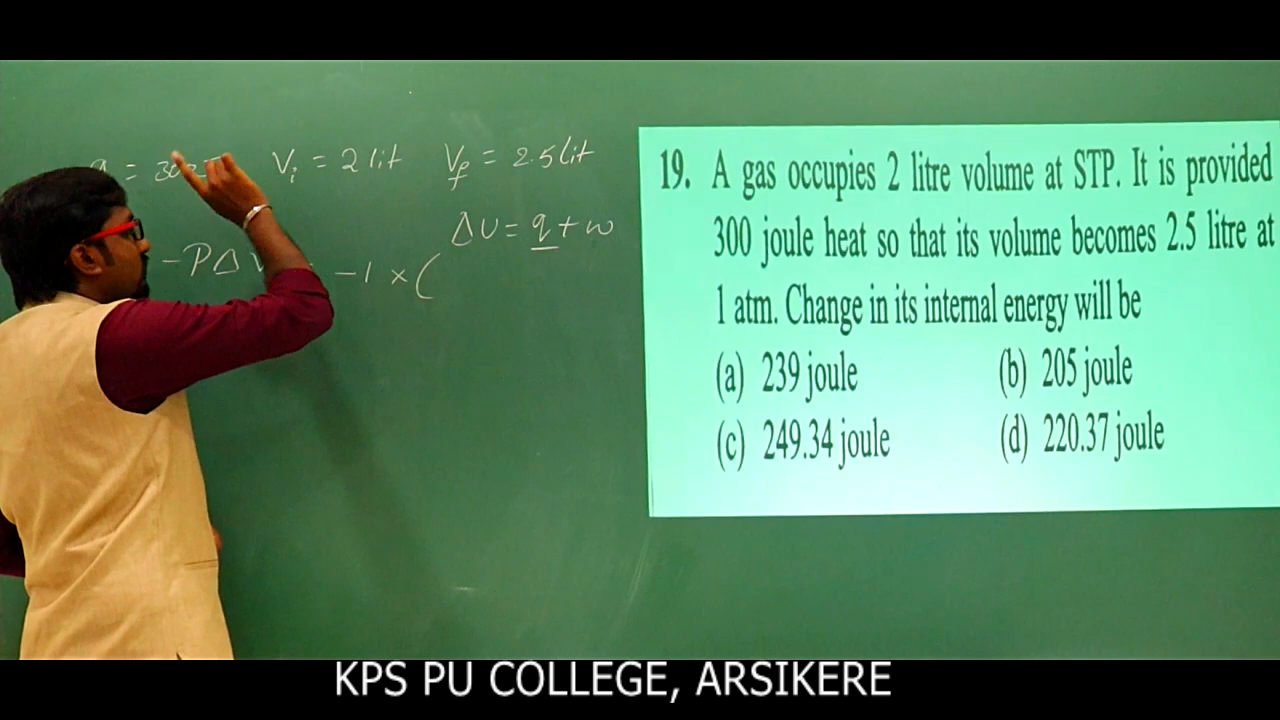 = 30 Vi = 2 lit Vf = 2.5 lit
ΔU = q + w
-PΔV -1 × (
19. A gas occupies 2 litre volume at STP. It is provided
300 joule heat so that its volume becomes 2.5 litre at
1 atm. Change in its internal energy will be
(a) 239 joule (b) 205 joule
(c) 249.34 joule (d) 220.37 joule
KPS PU COLLEGE, ARSIKERE